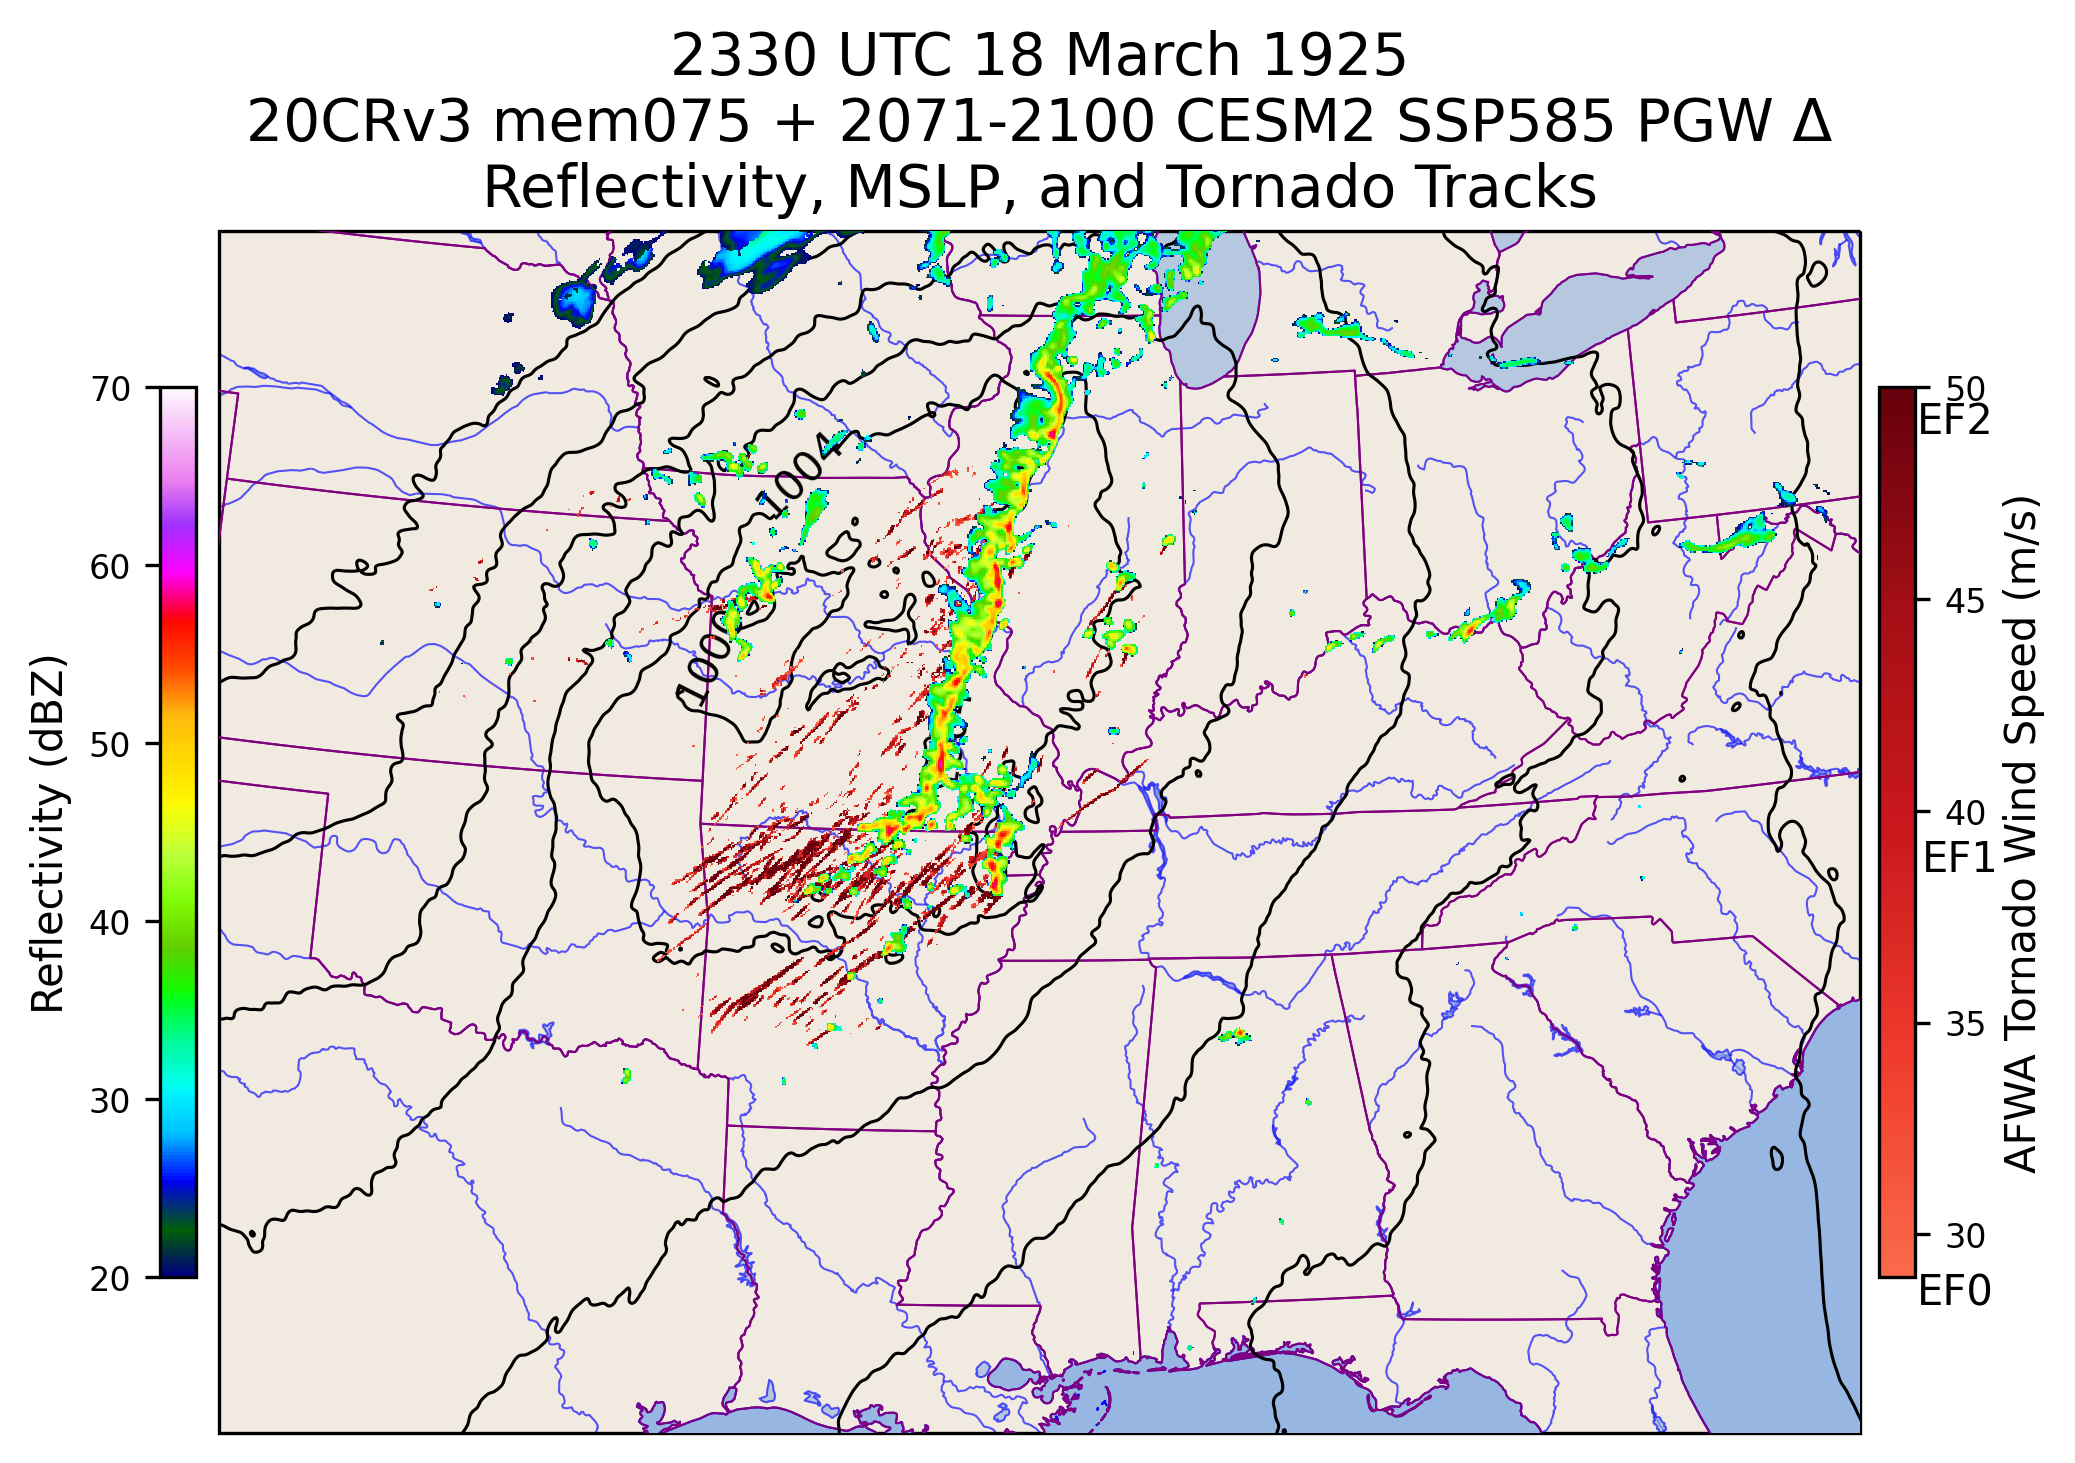 2330 UTC 18 March 1925
20CRv3 mem075 + 2071-2100 CESM2 SSP585 PGW Δ
Reflectivity, MSLP, and Tornado Tracks
Reflectivity (dBZ)
70
60
50
40
30
20
1004
1000
50
EF2
45
40
EF1
35
30
EF0
AFWA Tornado Wind Speed (m/s)